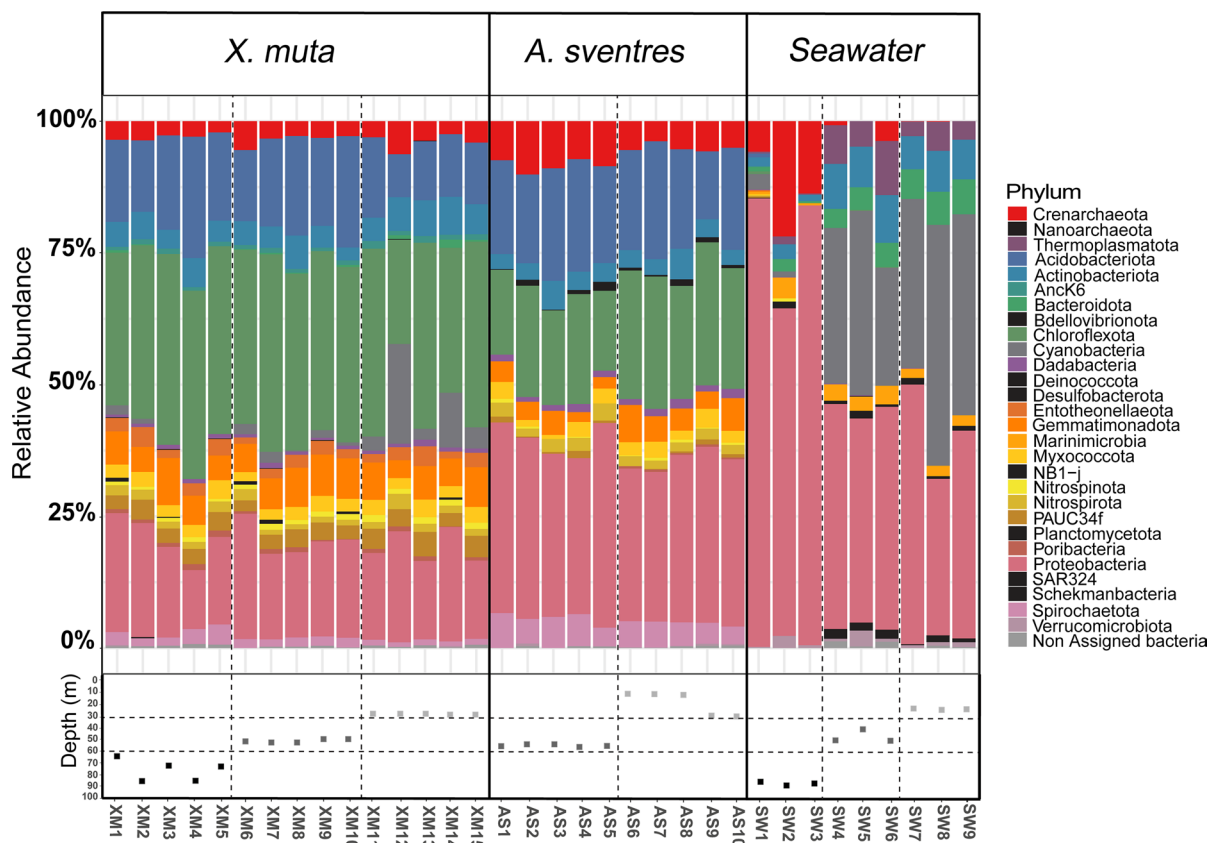 X. muta
A. sventres
Seawater
Relative Abundance
100%
75%
50%
25%
0%
Phylum
Crenarchaeota
Nanoarchaeota
Thermoplasmatota
Acidobacteriota
Actinobacteriota
AncK6
Bacteroidota
Bdellovibrionota
Chloroflexota
Cyanobacteria
Dadabacteria
Deinococcota
Desulfobacterota
Entotheonellaeota
Gemmatimonadota
Marinimicrobia
Myxococcota
NB1-j
Nitrospinota
Nitrospirota
PAUC34f
Planctomycetota
Poribacteria
Proteobacteria
SAR324
Schekmanbacteria
Spirochaetota
Verrucomicrobiota
Non Assigned bacteria
Depth (m)
0
10
20
30
40
50
60
70
80
90
100
XM1
XM2
XM3
XM4
XM5
XM6
XM7
XM8
XM9
XM10
XM11
XM12
XM13
XM14
XM15
AS1
AS2
AS3
AS4
AS5
AS6
AS7
AS8
AS9
AS10
SW1
SW2
SW3
SW4
SW5
SW6
SW7
SW8
SW9